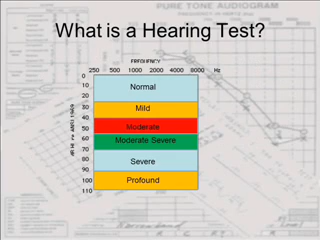 What is a Hearing Test?
PURE TONE AUDIOGRAM
FREQUENCY
250 500 1000 2000 4000 8000 Hz
0
10
Normal
20
30
Mild
40
50
Moderate
60
Moderate Severe
70
80
Severe
90
100
Profound
110